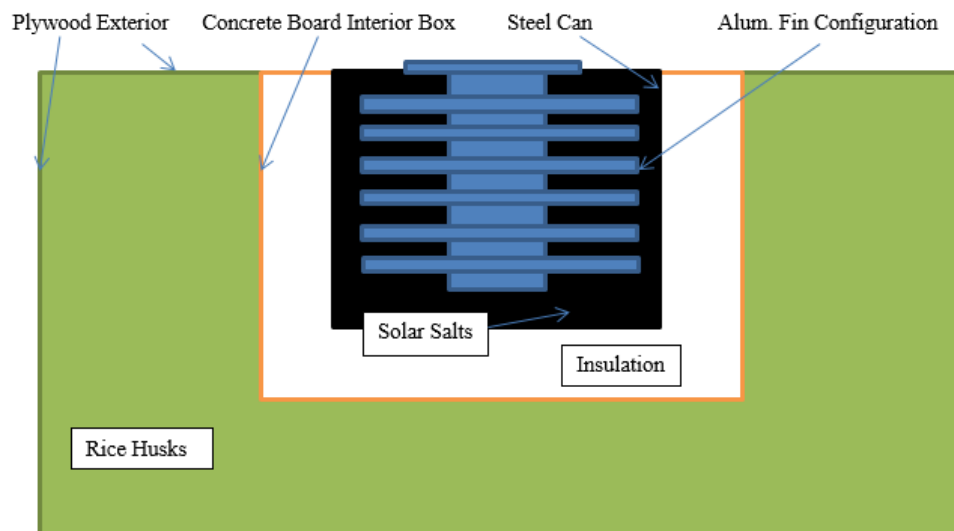 Plywood Exterior
Concrete Board Interior Box
Steel Can
Alum. Fin Configuration
Solar Salts
Insulation
Rice Husks